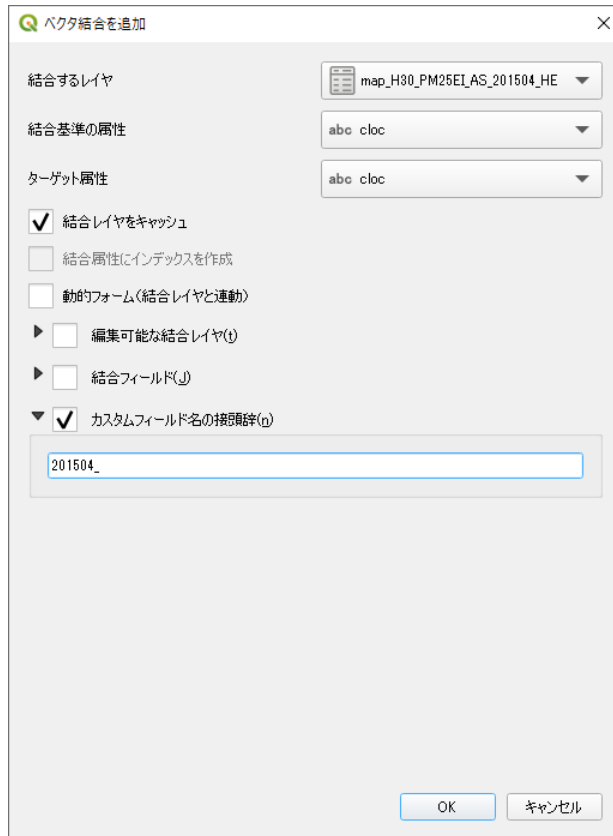 ベクタ結合を追加
結合するレイヤ map_H30_PM25EI_AS_201504_HE
結合基準の属性 abc cloc
ターゲット属性 abc cloc
結合レイヤをキャッシュ
結合属性にインデックスを作成
動的フォーム(結合レイヤと連動)
編集可能な結合レイヤ(t)
結合フィールド(J)
カスタムフィールド名の接頭辞(n)
201504_
OK キャンセル